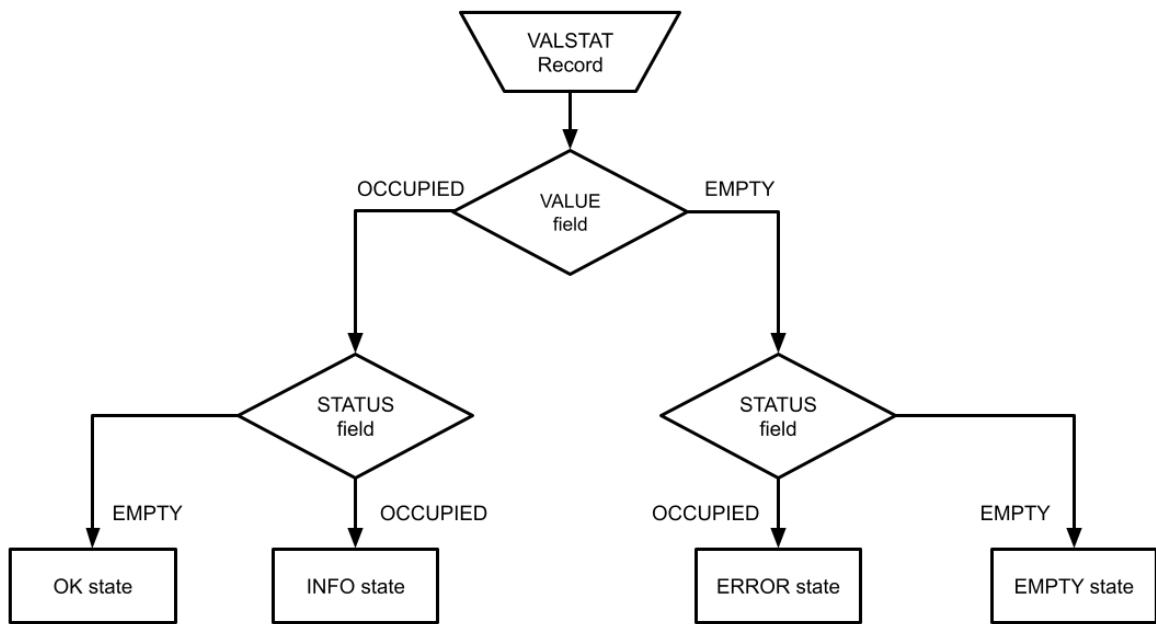 VALSTAT
Record
OCCUPIED
VALUE
field
EMPTY
STATUS
field
STATUS
field
EMPTY
OCCUPIED
OCCUPIED
EMPTY
OK state
INFO state
ERROR state
EMPTY state